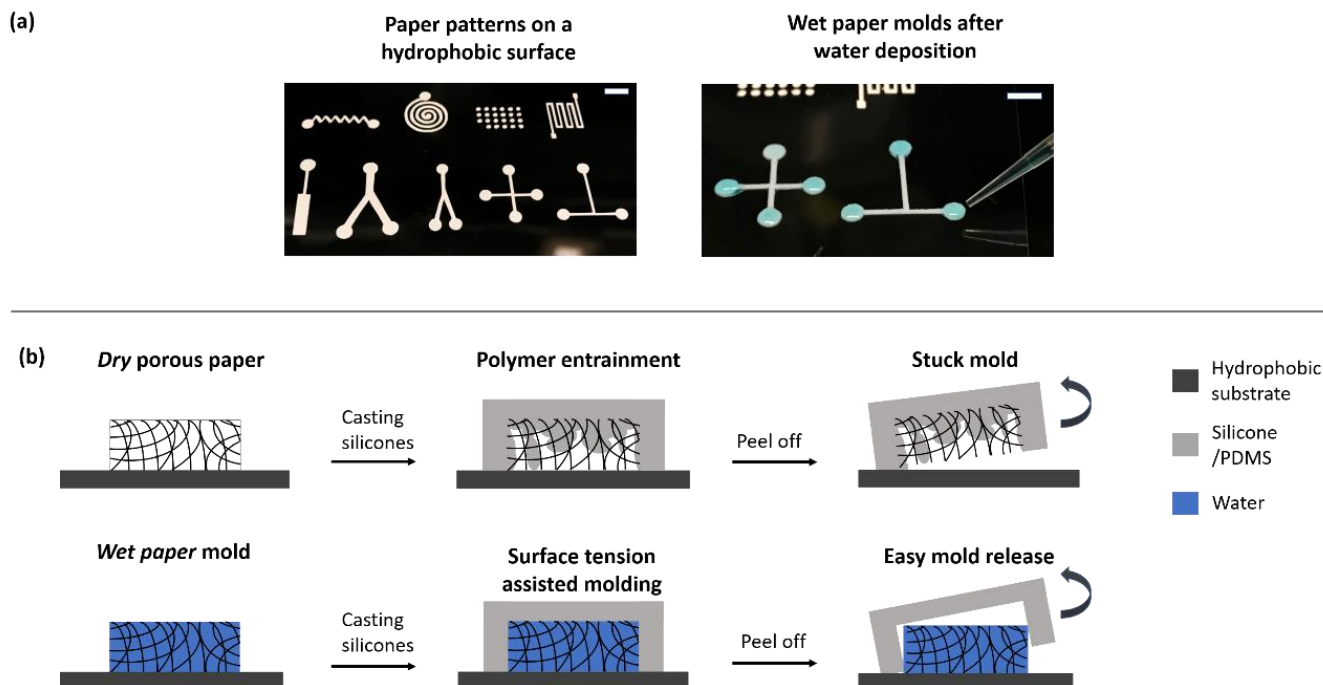 (a)
Paper patterns on a
hydrophobic surface
Wet paper molds after
water deposition
(b)
Dry porous paper
Polymer entrainment
Stuck mold
Casting
silicones
Peel off
Hydrophobic
substrate
Silicone
/PDMS
Water
Wet paper mold
Surface tension
assisted molding
Easy mold release
Casting
silicones
Peel off